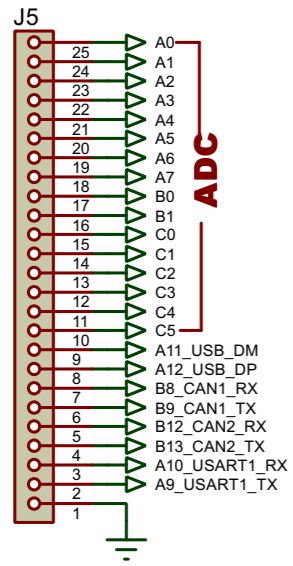 J5
A0
25
A1
24
A2
23
A3
22
A4
21
A5
20
A6
19
A7
18
B0
17
B1
16
C0
15
C1
14
C2
13
C3
12
C4
11
C5
ADC
10
A11_USB_DM
9
A12_USB_DP
8
B8_CAN1_RX
7
B9_CAN1_TX
6
B12_CAN2_RX
5
B13_CAN2_TX
4
A10_USART1_RX
3
A9_USART1_TX
2
1